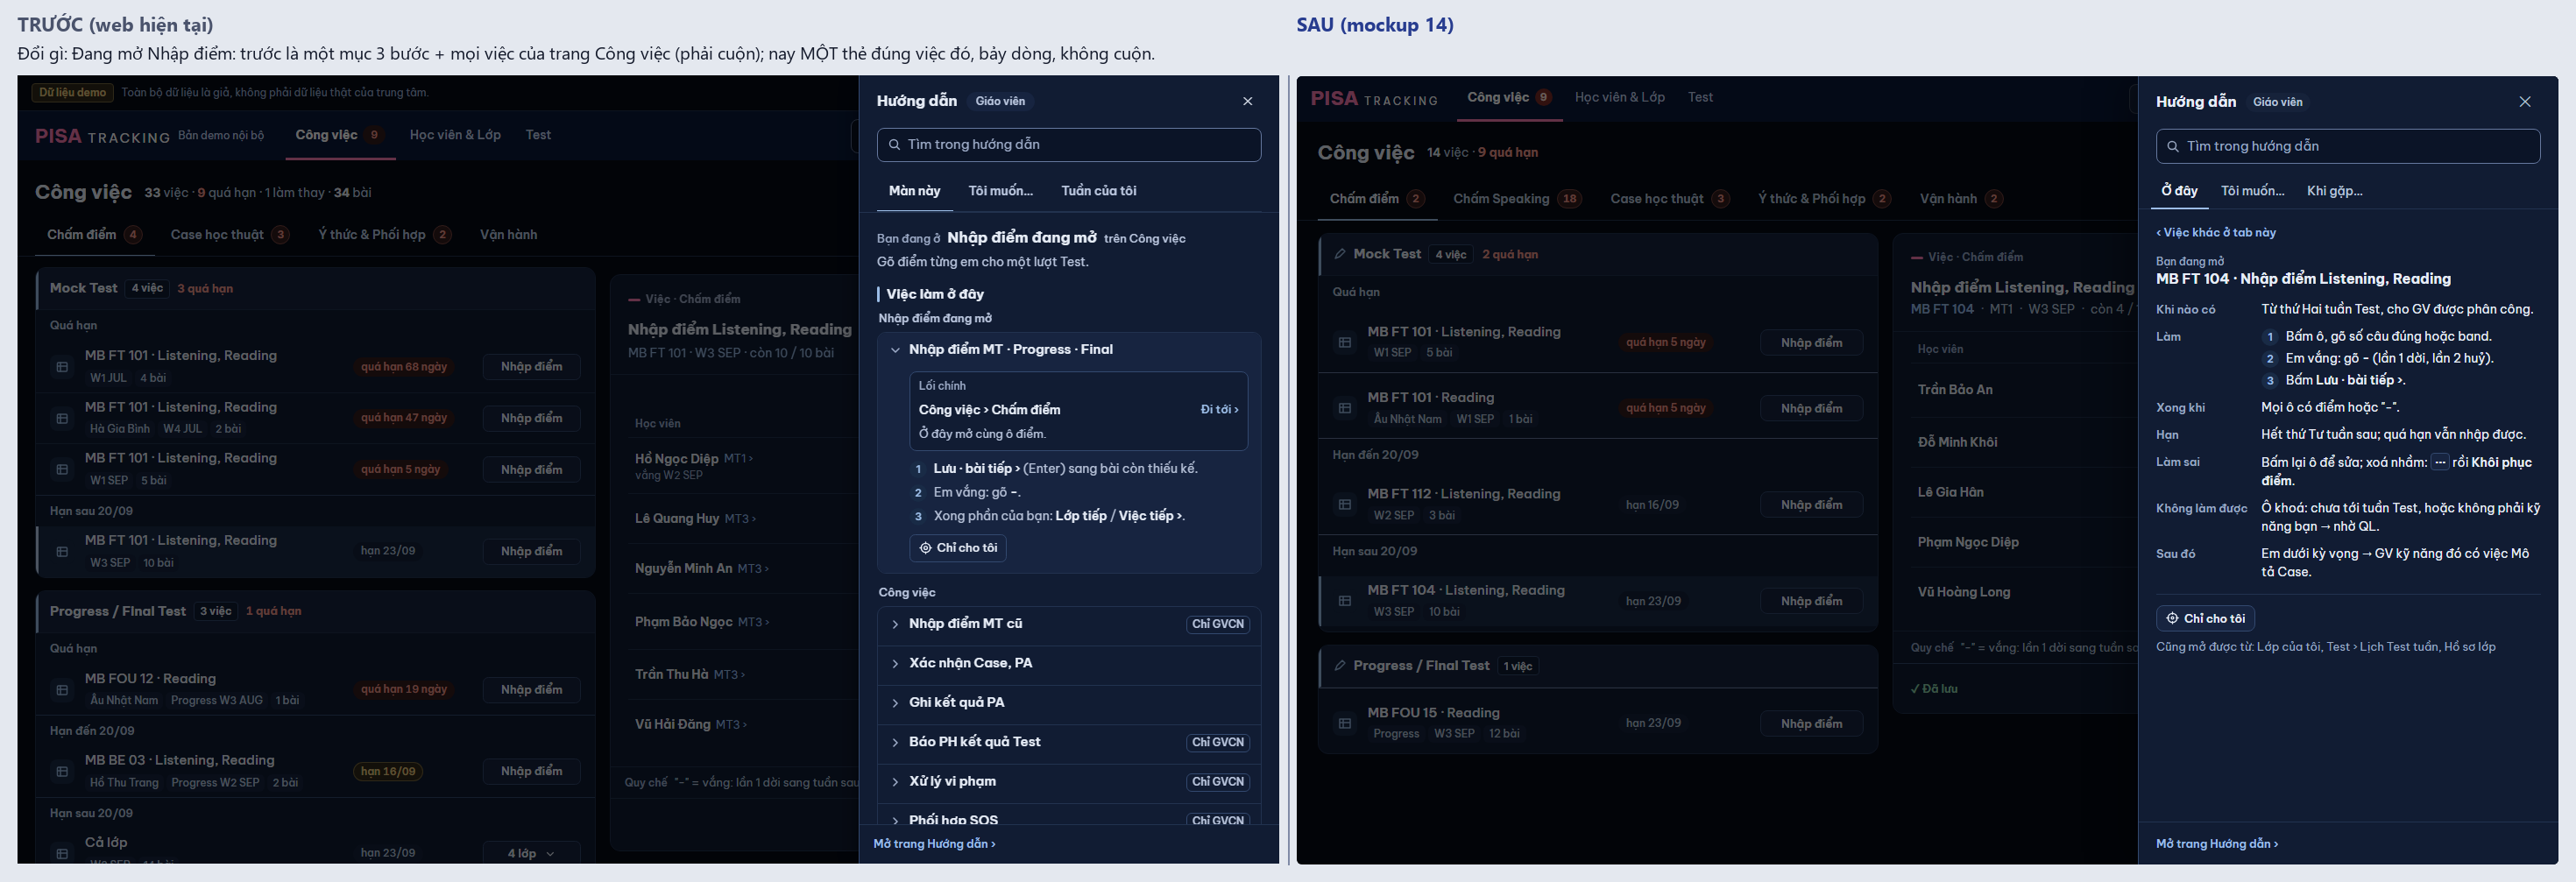 TRƯỚC (web hiện tại)
Đổi gì: Đang mở Nhập điểm: trước là một mục 3 bước + mọi việc của trang Công việc (phải cuộn); nay MỘT thẻ đúng việc đó, bảy dòng, không cuộn.
Dữ liệu demo Toàn bộ dữ liệu là giả, không phải dữ liệu thật của trung tâm.
PISA TRACKING Bản demo nội bộ Công việc 9 Học viên & Lớp Test
Công việc 33 việc · 9 quá hạn · 1 làm thay · 34 bài
Chấm điểm 4 Case học thuật 3 Ý thức & Phối hợp 2 Vận hành
Mock Test 4 việc 3 quá hạn
Quá hạn
MB FT 101 · Listening, Reading quá hạn 68 ngày Nhập điểm
W1 JUL 4 bài
MB FT 101 · Listening, Reading quá hạn 47 ngày Nhập điểm
Hà Gia Bình W4 JUL 2 bài
MB FT 101 · Listening, Reading quá hạn 5 ngày Nhập điểm
W1 SEP 5 bài
Hạn sau 20/09
MB FT 101 · Listening, Reading hạn 23/09 Nhập điểm
W3 SEP 10 bài
Progress / Final Test 3 việc 1 quá hạn
Quá hạn
MB FOU 12 · Reading quá hạn 19 ngày Nhập điểm
Âu Nhật Nam Progress W3 AUG 1 bài
Hạn đến 20/09
MB BE 03 · Listening, Reading hạn 16/09 Nhập điểm
Hồ Thu Trang Progress W2 SEP 2 bài
Hạn sau 20/09
Cả lớp hạn 23/09 4 lớp
Việc · Chấm điểm
Nhập điểm Listening, Reading
MB FT 101 · W3 SEP · còn 10 / 10 bài
Học viên
Hồ Ngọc Diệp MT1 ›
vắng W2 SEP
Lê Quang Huy MT3 ›
Nguyễn Minh An MT3 ›
Phạm Bảo Ngọc MT3 ›
Trần Thu Hà MT3 ›
Vũ Hải Đăng MT3 ›
Quy chế "-" = vắng: lần 1 dời sang tuần sau
Hướng dẫn Giáo viên
Tìm trong hướng dẫn
Màn này Tôi muốn... Tuần của tôi
Bạn đang ở Nhập điểm đang mở trên Công việc
Gõ điểm từng em cho một lượt Test.
Việc làm ở đây
Nhập điểm đang mở
Nhập điểm MT · Progress · Final
Lối chính
Công việc › Chấm điểm Đi tới ›
Ở đây mở cùng ô điểm.
1 Lưu · bài tiếp › (Enter) sang bài còn thiếu kế.
2 Em vắng: gõ -.
3 Xong phần của bạn: Lớp tiếp / Việc tiếp ›.
Chỉ cho tôi
Công việc
Nhập điểm MT cũ Chỉ GVCN
Xác nhận Case, PA
Ghi kết quả PA
Báo PH kết quả Test Chỉ GVCN
Xử lý vi phạm Chỉ GVCN
Phối hợp SOS Chỉ GVCN
Mở trang Hướng dẫn ›
SAU (mockup 14)
PISA TRACKING Công việc 9 Học viên & Lớp Test
Công việc 14 việc · 9 quá hạn
Chấm điểm 2 Chấm Speaking 18 Case học thuật 3 Ý thức & Phối hợp 2 Vận hành 2
Mock Test 4 việc 2 quá hạn
Quá hạn
MB FT 101 · Listening, Reading quá hạn 5 ngày Nhập điểm
W1 SEP 5 bài
MB FT 101 · Reading quá hạn 5 ngày Nhập điểm
Âu Nhật Nam W1 SEP 1 bài
Hạn đến 20/09
MB FT 112 · Listening, Reading hạn 16/09 Nhập điểm
W2 SEP 3 bài
Hạn sau 20/09
MB FT 104 · Listening, Reading hạn 23/09 Nhập điểm
W3 SEP 10 bài
Progress / Final Test 1 việc
MB FOU 15 · Reading hạn 23/09 Nhập điểm
Progress W3 SEP 12 bài
Việc · Chấm điểm
Nhập điểm Listening, Reading
MB FT 104 · MT1 · W3 SEP · còn 4 /
Học viên
Trần Bảo An
Đỗ Minh Khôi
Lê Gia Hân
Phạm Ngọc Diệp
Vũ Hoàng Long
Quy chế "-" = vắng: lần 1 dời sang tuần
✓ Đã lưu
Hướng dẫn Giáo viên
Tìm trong hướng dẫn
Ở đây Tôi muốn... Khi gặp...
‹ Việc khác ở tab này
Bạn đang mở
MB FT 104 · Nhập điểm Listening, Reading
Khi nào có Từ thứ Hai tuần Test, cho GV được phân công.
Làm 1 Bấm ô, gõ số câu đúng hoặc band.
2 Em vắng: gõ - (lần 1 dời, lần 2 huỷ).
3 Bấm Lưu · bài tiếp ›.
Xong khi Mọi ô có điểm hoặc "-".
Hạn Hết thứ Tư tuần sau; quá hạn vẫn nhập được.
Làm sai Bấm lại ô để sửa; xoá nhầm: ··· rồi Khôi phục
điểm.
Không làm được Ô khoá: chưa tới tuần Test, hoặc không phải kỹ
năng bạn → nhờ QL.
Sau đó Em dưới kỳ vọng → GV kỹ năng đó có việc Mô
tả Case.
Chỉ cho tôi
Cũng mở được từ: Lớp của tôi, Test › Lịch Test tuần, Hồ sơ lớp
Mở trang Hướng dẫn ›